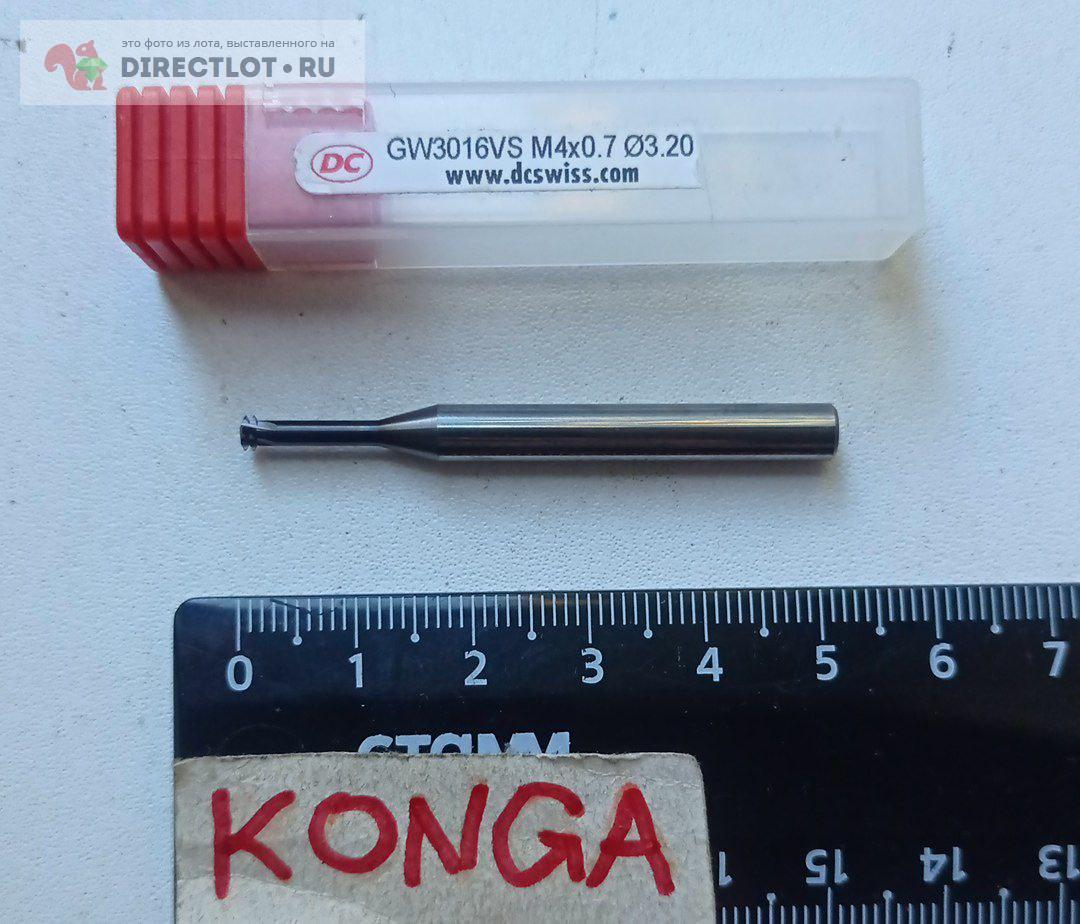 это фото из лота, выставленного на
DIRECTLOT•RU
DC GW3016VS M4x0.7 Ø3.20
www.dcswiss.com
0 1 2 3 4 5 6 7
стамм
KONGA
15 14 13